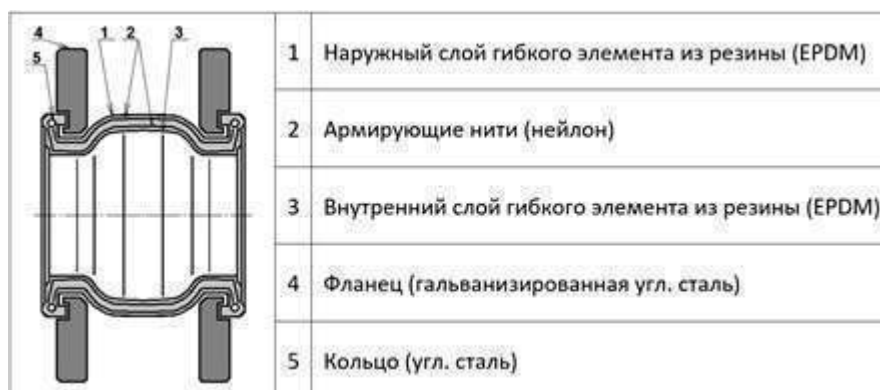 4 1 2 3
5
1 Наружный слой гибкого элемента из резины (EPDM)
2 Армирующие нити (нейлон)
3 Внутренний слой гибкого элемента из резины (EPDM)
4 Фланец (гальванизированная угл. сталь)
5 Кольцо (угл. сталь)